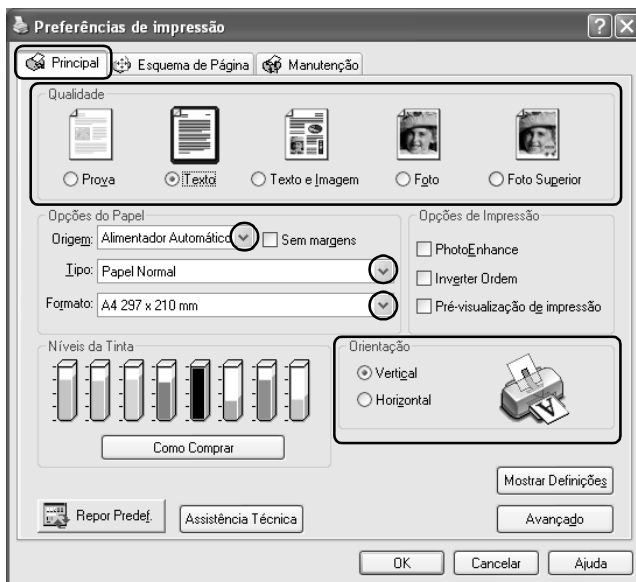 Preferências de impressão
Principal Esquema de Página Manutenção
Qualidade
Prova Texto Texto e Imagem Foto Foto Superior
Opções do Papel Opções de Impressão
Origem: Alimentador Automático Sem margens
PhotoEnhance
Tipo: Papel Normal
Inverter Ordem
Formato: A4 297 x 210 mm
Pré-visualização de impressão
Níveis da Tinta Orientação
Vertical
Horizontal
A
Como Comprar
Mostrar Definições
Repor Predef. Assistência Técnica Avançado
OK Cancelar Ajuda